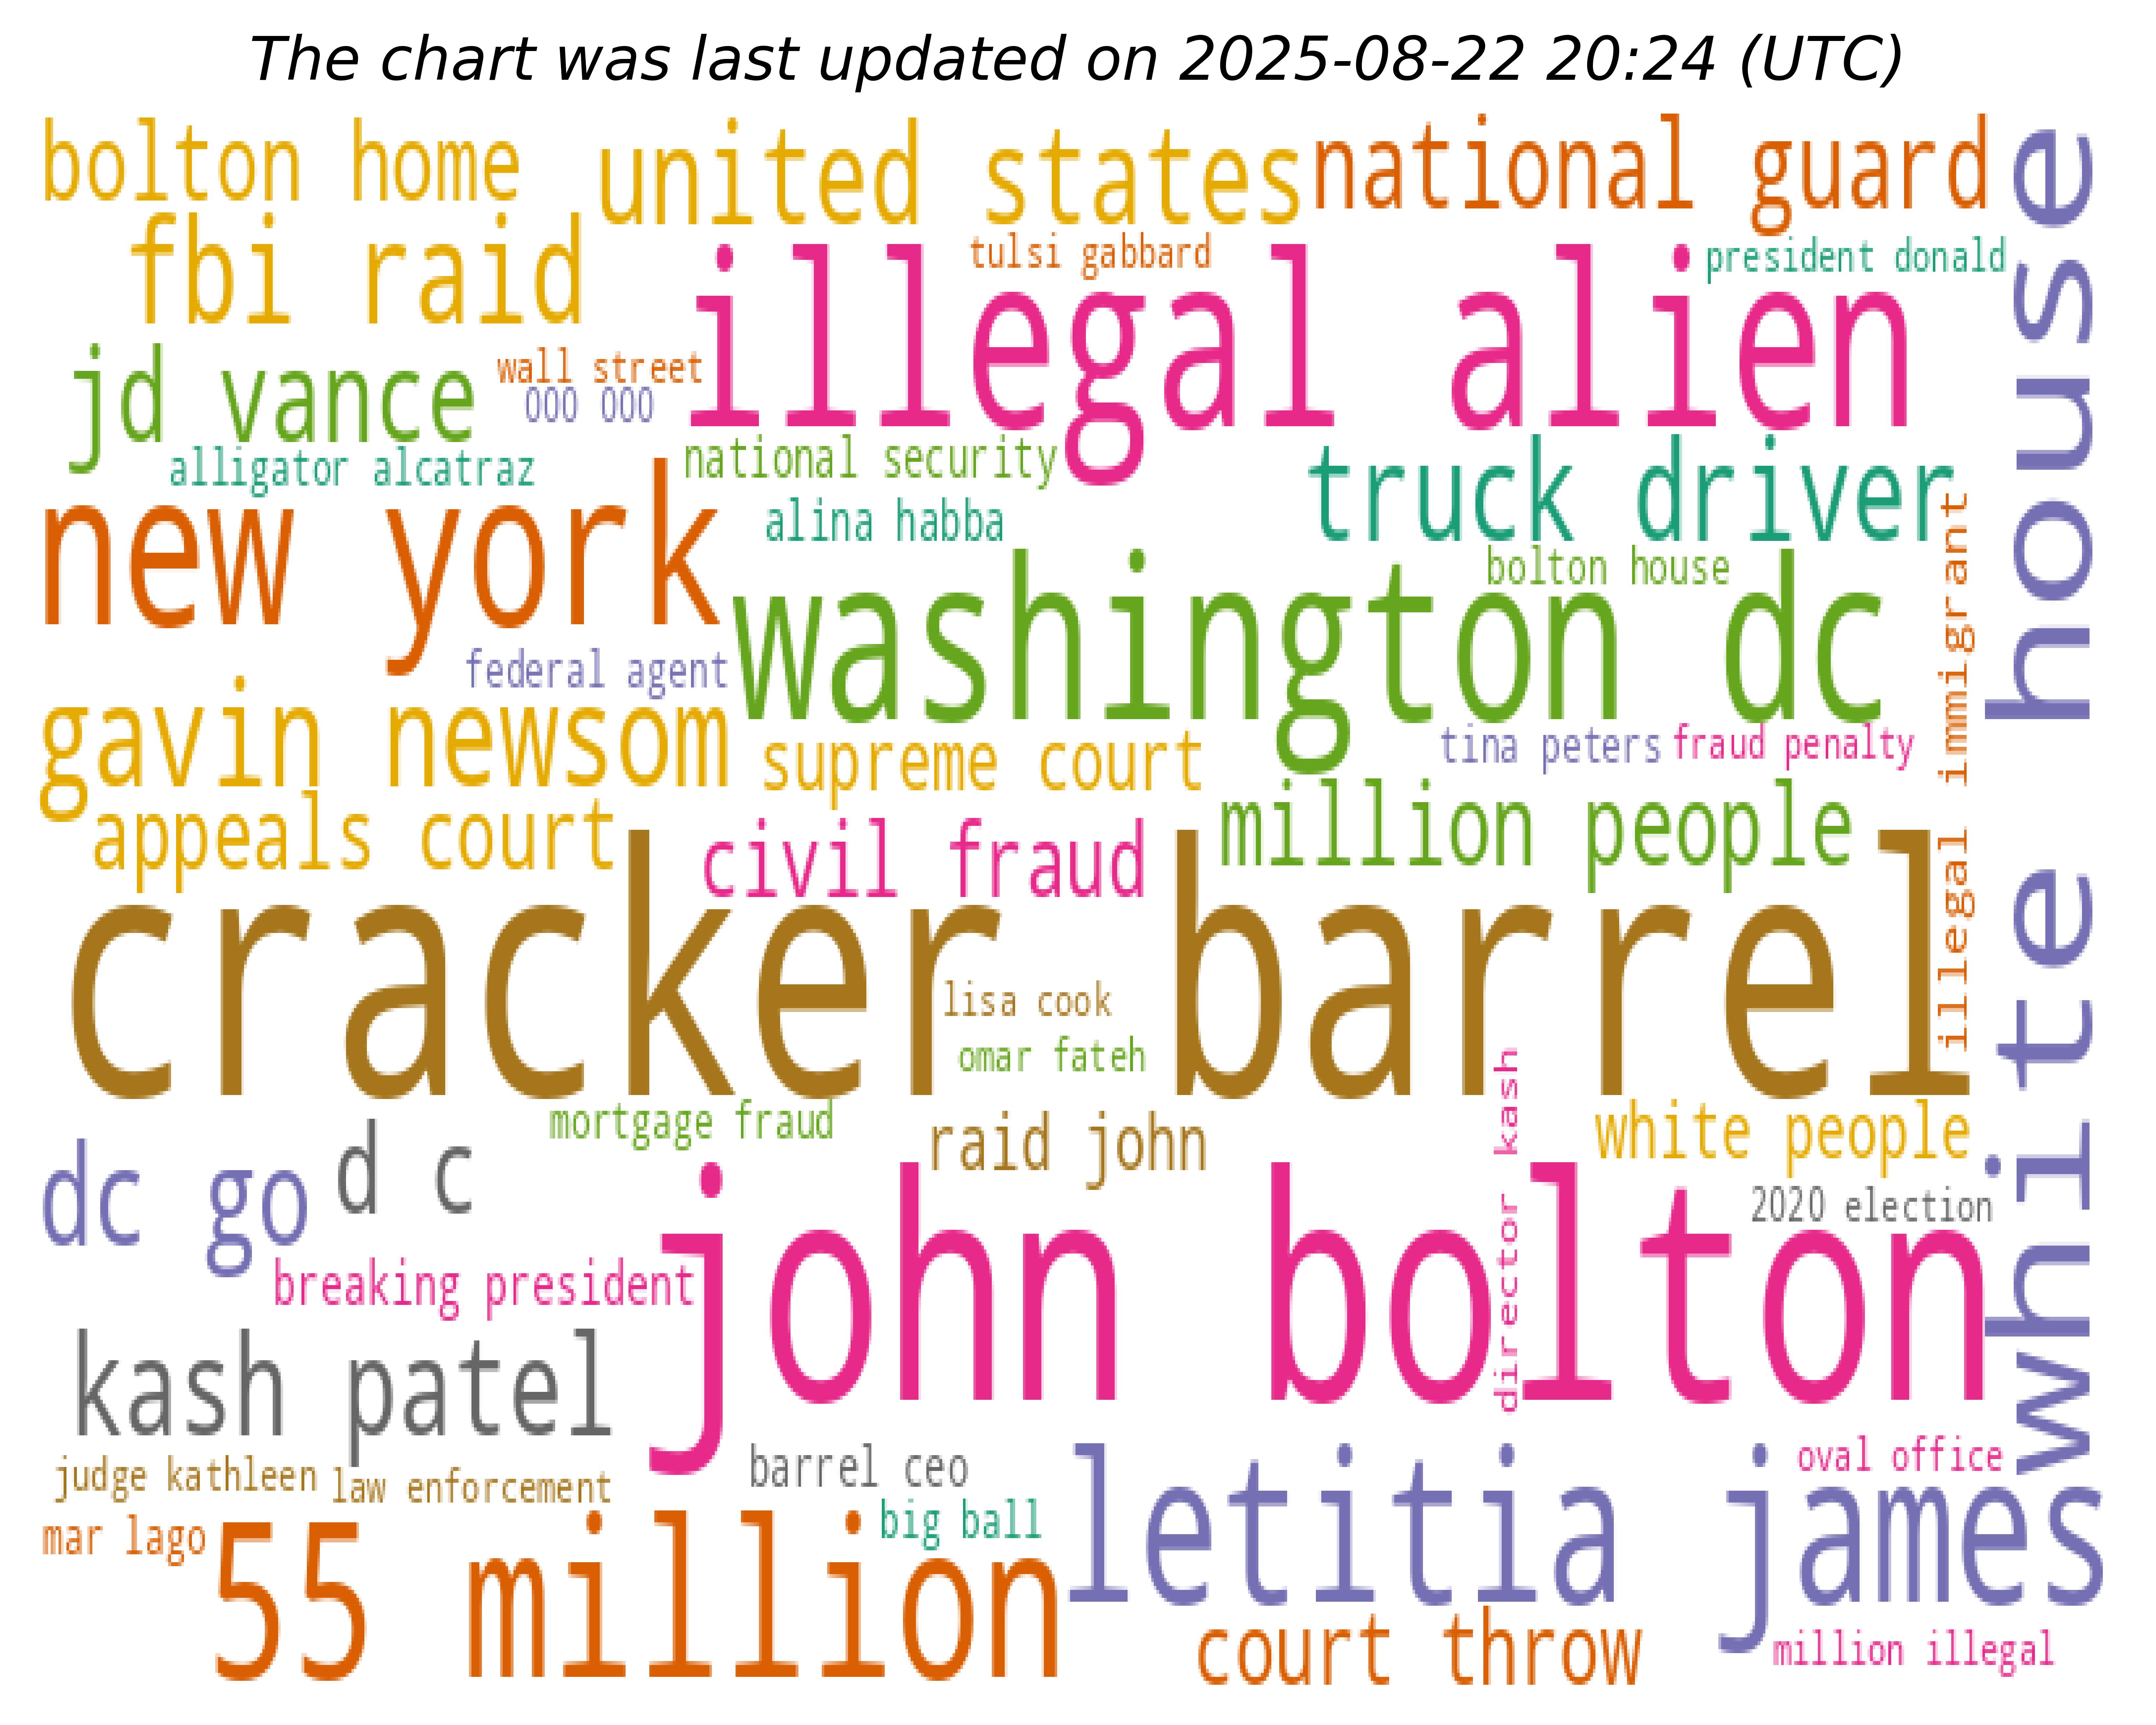 The chart was last updated on 2025-08-22 20:24 (UTC)
bolton home
united states
national guard
fbi raid
tulsi gabbard
president donald
illegal alien
white house
jd vance
wall street
000 000
alligator alcatraz
national security
truck driver
new york
alina habba
illegal immigrant
washington dc
bolton house
federal agent
gavin newsom
supreme court
tina peters
fraud penalty
appeals court
civil fraud
million people
cracker barrel
lisa cook
omar fateh
mortgage fraud
raid john
director kash
white people
dc go
d c
2020 election
john bolton
breaking president
kash patel
judge kathleen
law enforcement
barrel ceo
letitia james
oval office
mar lago
55 million
big ball
court throw
million illegal